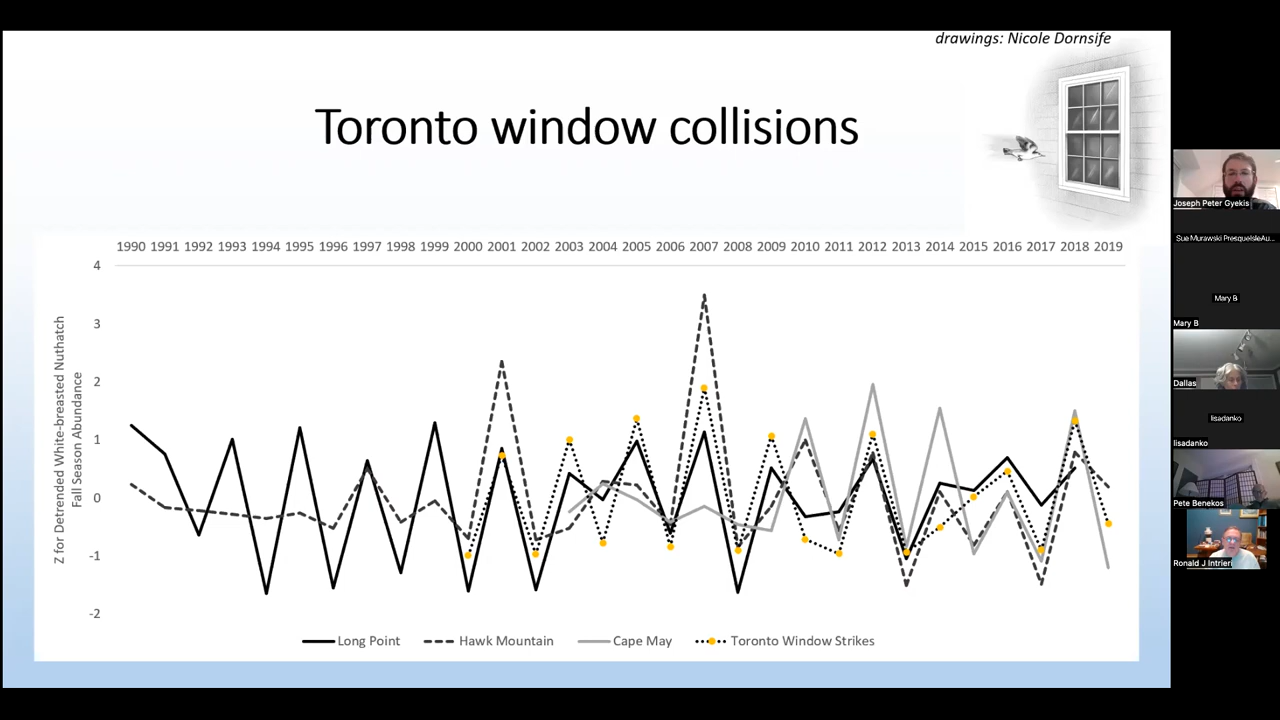 drawings: Nicole Dornsife
Toronto window collisions
1990 1991 1992 1993 1994 1995 1996 1997 1998 1999 2000 2001 2002 2003 2004 2005 2006 2007 2008 2009 2010 2011 2012 2013 2014 2015 2016 2017 2018 2019
4
3
2
1
0
-1
-2
Z for Detrended White-breasted Nuthatch
Fall Season Abundance
Long Point Hawk Mountain Cape May Toronto Window Strikes
Joseph Peter Gyekis
Sue Murawski PresqueIsleAu...
Mary B
Mary B
Dallas
lisadanko
lisadanko
Pete Benekos
Ronald J Intrieri